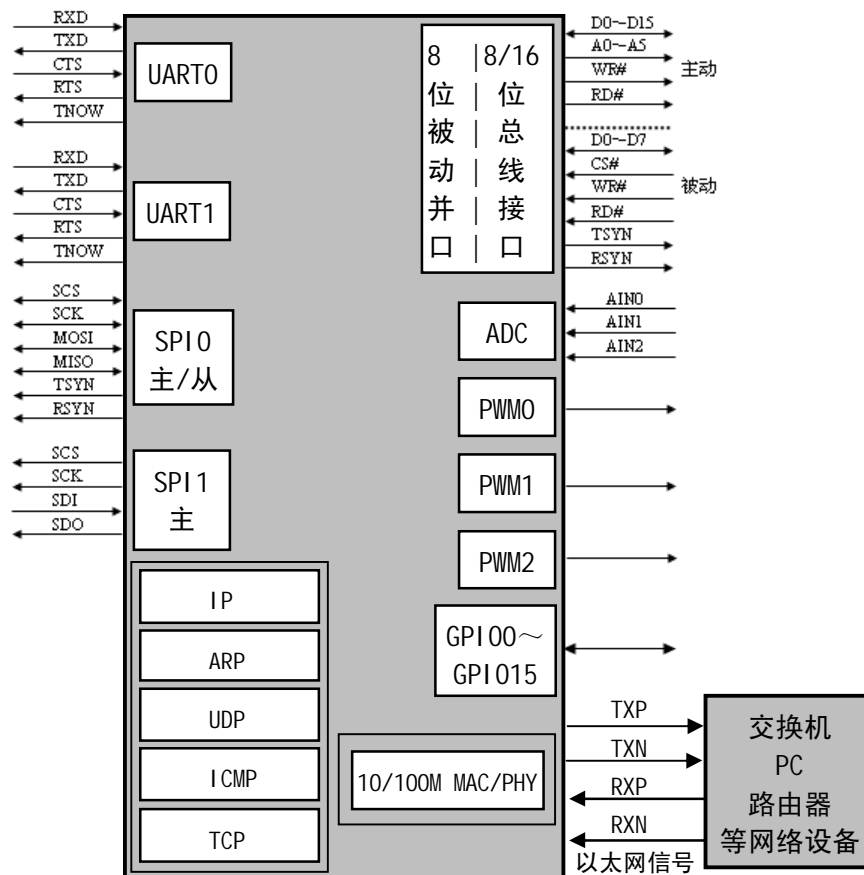 RXD
TXD
CTS
RTS
TNOW
UART0
RXD
TXD
CTS
RTS
TNOW
UART1
SCS
SCK
MOSI
MISO
TSYN
RSYN
SPI0
主/从
SCS
SCK
SDI
SDO
SPI1
主
IP
ARP
UDP
ICMP
TCP
8 |8/16
位 | 位
被 | 总
动 | 线
并 | 接
口 | 口
D0~D15
A0~A5
WR#
RD#
主动
D0~D7
CS#
WR#
RD#
TSYN
RSYN
被动
ADC
AIN0
AIN1
AIN2
PWM0
PWM1
PWM2
GPIO0～
GPIO15
10/100M MAC/PHY
TXP
TXN
RXP
RXN
以太网信号
交换机
PC
路由器
等网络设备